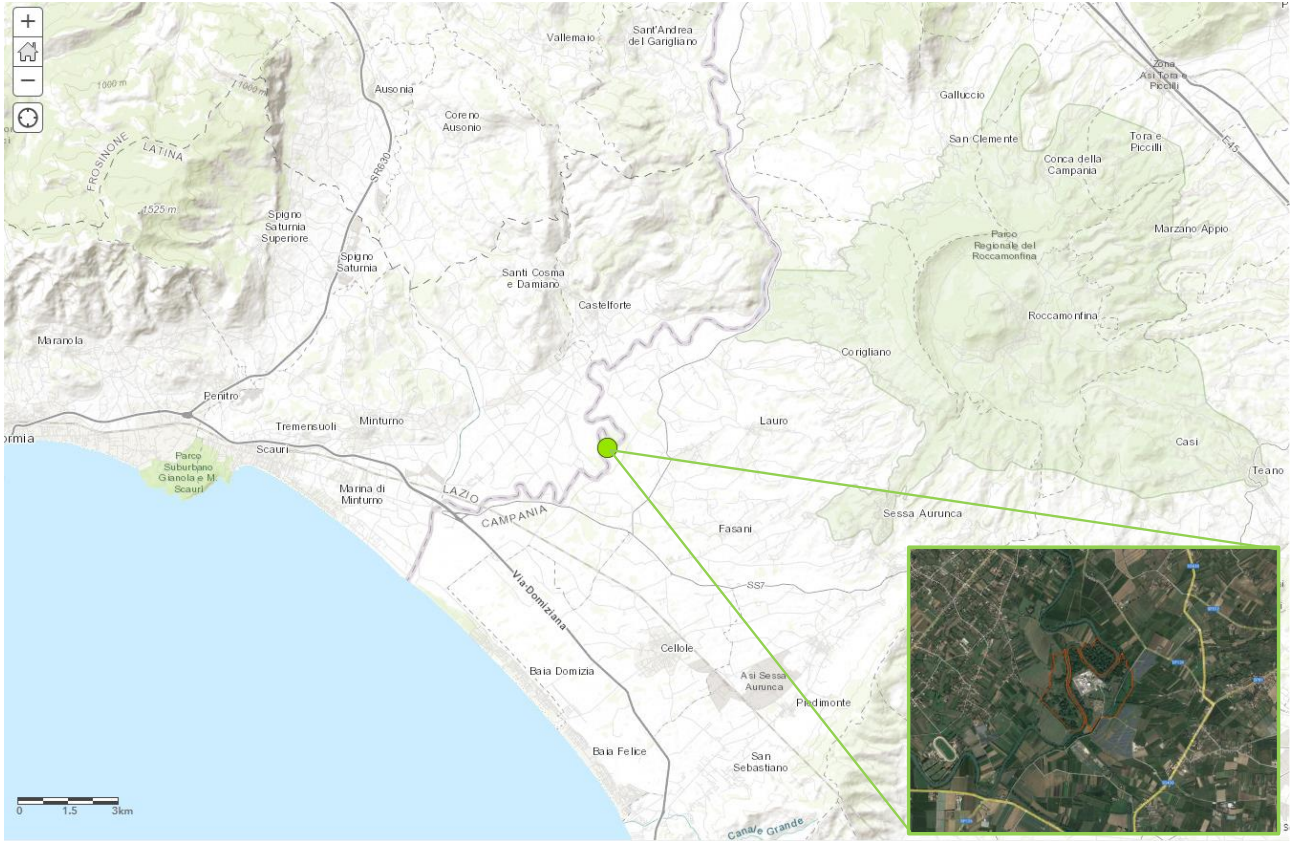 +
−
Vallemaio
Sant'Andrea
del Garigliano
Zona
Asi Tora e
Piccilli
E45
1000 m
1000 m
Ausonia
Coreno
Ausonio
Galluccio
San Clemente
Tora e
Piccilli
Conca della
Campania
FROSINONE
LATINA
SR630
1525 m
Spigno
Saturnia
Superiore
Spigno
Saturnia
Parco
Regionale del
Roccamonfina
Marzano Appio
Santi Cosma
e Damiano
Castelforte
Roccamonfina
Maranola
Corigliano
Penitro
Tremensuoli
Minturno
Lauro
ormia
Scauri
Casi
Teano
Parco
Suburbano
Gianola e M.
Scauri
Marina di
Minturno
LAZIO
CAMPANIA
Sessa Aurunca
Fasani
SS7
Via Domiziana
Cellole
Baia Domizia
Asi Sessa
Aurunca
Piedimonte
Baia Felice
San
Sebastiano
Canale Grande
0 1.5 3km